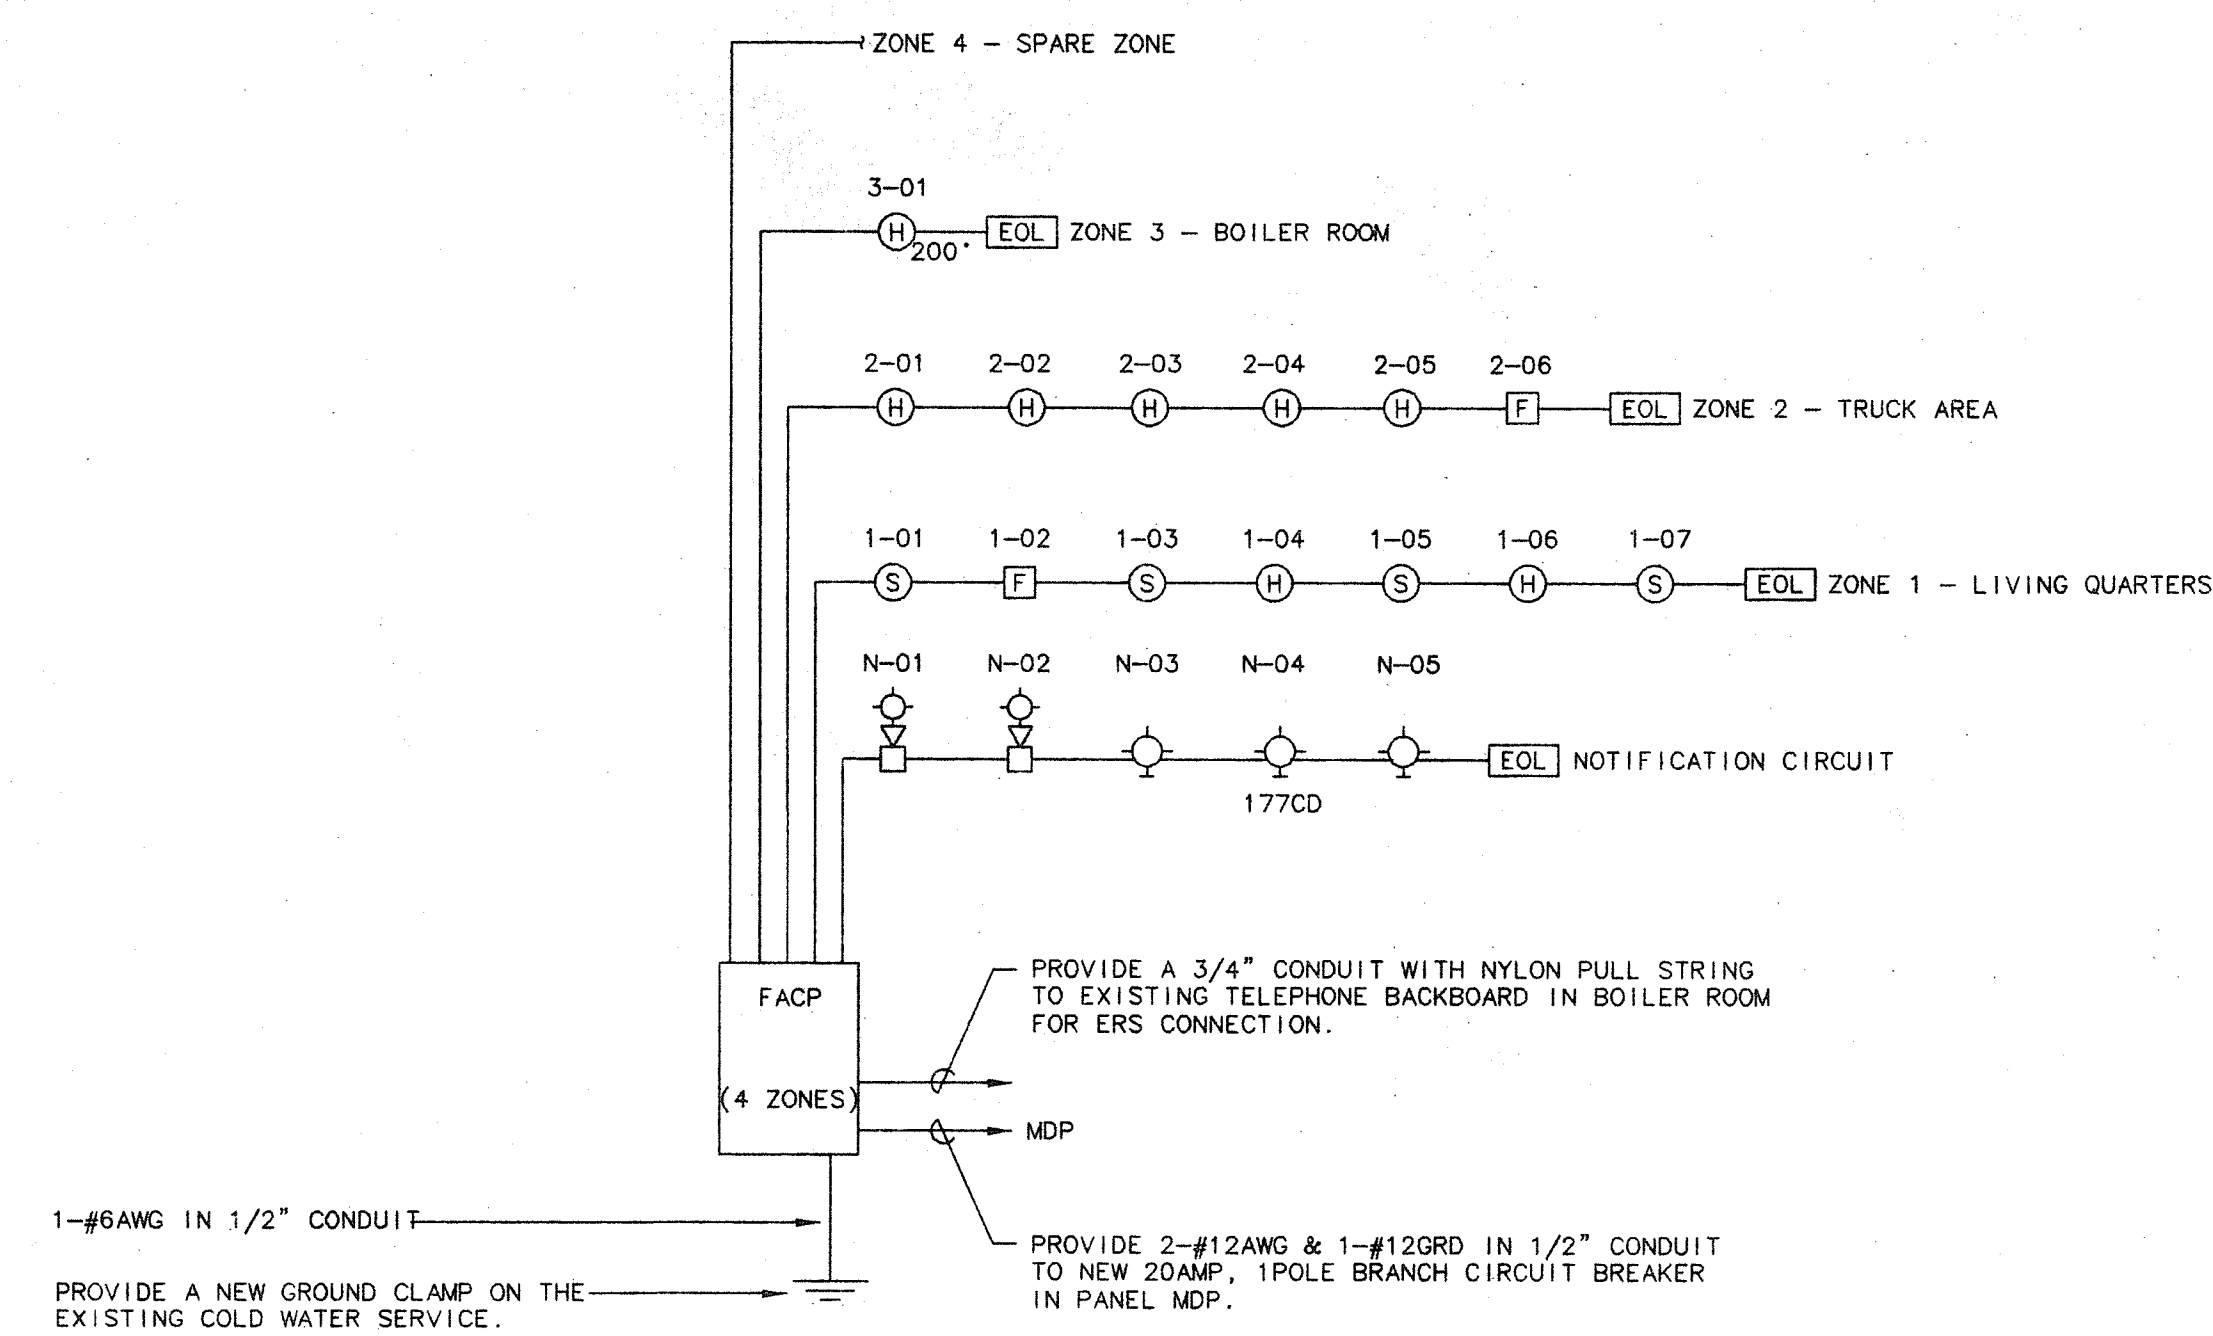 ZONE 4 – SPARE ZONE
3–01
H
200°
EOL
ZONE 3 – BOILER ROOM
2–01 2–02 2–03 2–04 2–05 2–06
H H H H H F EOL ZONE 2 – TRUCK AREA
1–01 1–02 1–03 1–04 1–05 1–06 1–07
S F S H S H S EOL ZONE 1 – LIVING QUARTERS
N–01 N–02 N–03 N–04 N–05
EOL NOTIFICATION CIRCUIT
177CD
FACP
(4 ZONES)
PROVIDE A 3/4" CONDUIT WITH NYLON PULL STRING
TO EXISTING TELEPHONE BACKBOARD IN BOILER ROOM
FOR ERS CONNECTION.
MDP
1–#6AWG IN 1/2" CONDUIT
PROVIDE A NEW GROUND CLAMP ON THE
EXISTING COLD WATER SERVICE.
PROVIDE 2–#12AWG & 1–#12GRD IN 1/2" CONDUIT
TO NEW 20AMP, 1POLE BRANCH CIRCUIT BREAKER
IN PANEL MDP.